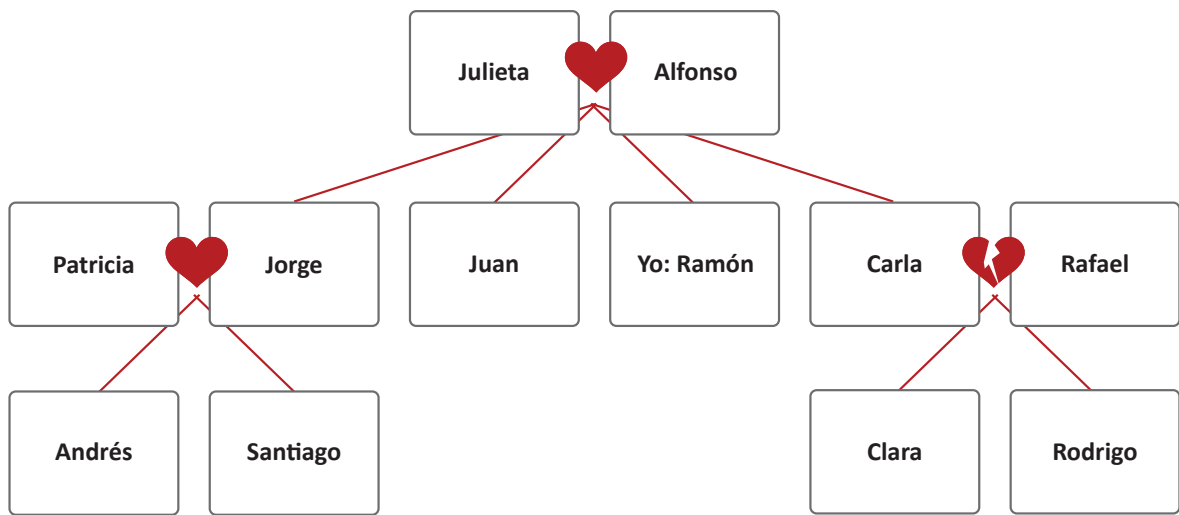 Julieta
Alfonso
Patricia
Jorge
Juan
Yo: Ramón
Carla
Rafael
Andrés
Santiago
Clara
Rodrigo